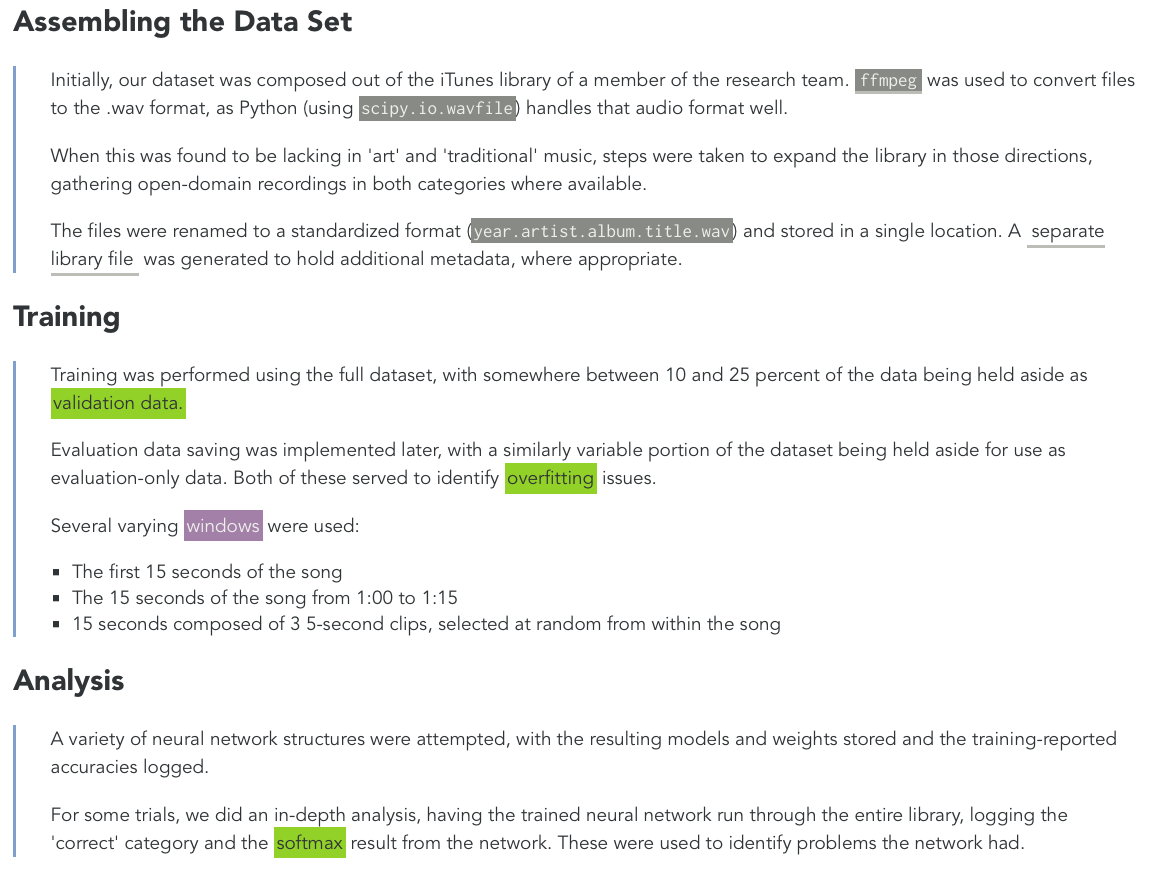 Assembling the Data Set
Initially, our dataset was composed out of the iTunes library of a member of the research team. ffmpeg was used to convert files
to the .wav format, as Python (using scipy.io.wavfile) handles that audio format well.
When this was found to be lacking in 'art' and 'traditional' music, steps were taken to expand the library in those directions,
gathering open-domain recordings in both categories where available.
The files were renamed to a standardized format (year.artist.album.title.wav) and stored in a single location. A separate
library file was generated to hold additional metadata, where appropriate.
Training
Training was performed using the full dataset, with somewhere between 10 and 25 percent of the data being held aside as
validation data.
Evaluation data saving was implemented later, with a similarly variable portion of the dataset being held aside for use as
evaluation-only data. Both of these served to identify overfitting issues.
Several varying windows were used:
▪ The first 15 seconds of the song
▪ The 15 seconds of the song from 1:00 to 1:15
▪ 15 seconds composed of 3 5-second clips, selected at random from within the song
Analysis
A variety of neural network structures were attempted, with the resulting models and weights stored and the training-reported
accuracies logged.
For some trials, we did an in-depth analysis, having the trained neural network run through the entire library, logging the
'correct' category and the softmax result from the network. These were used to identify problems the network had.